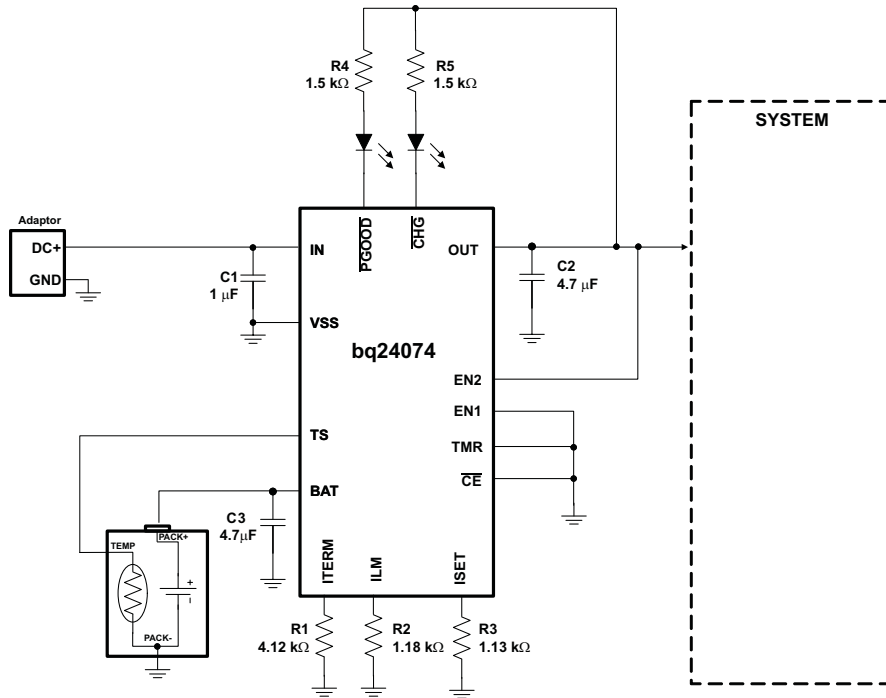 R4
1.5 kΩ
R5
1.5 kΩ
SYSTEM
Adaptor
DC+
GND
IN
PGOOD
CHG
OUT
C1
1 μF
C2
4.7 μF
VSS
bq24074
EN2
EN1
TS
TMR
CE
BAT
C3
4.7μF
PACK+
TEMP
+
-
PACK-
ITERM
ILM
ISET
R1
4.12 kΩ
R2
1.18 kΩ
R3
1.13 kΩ